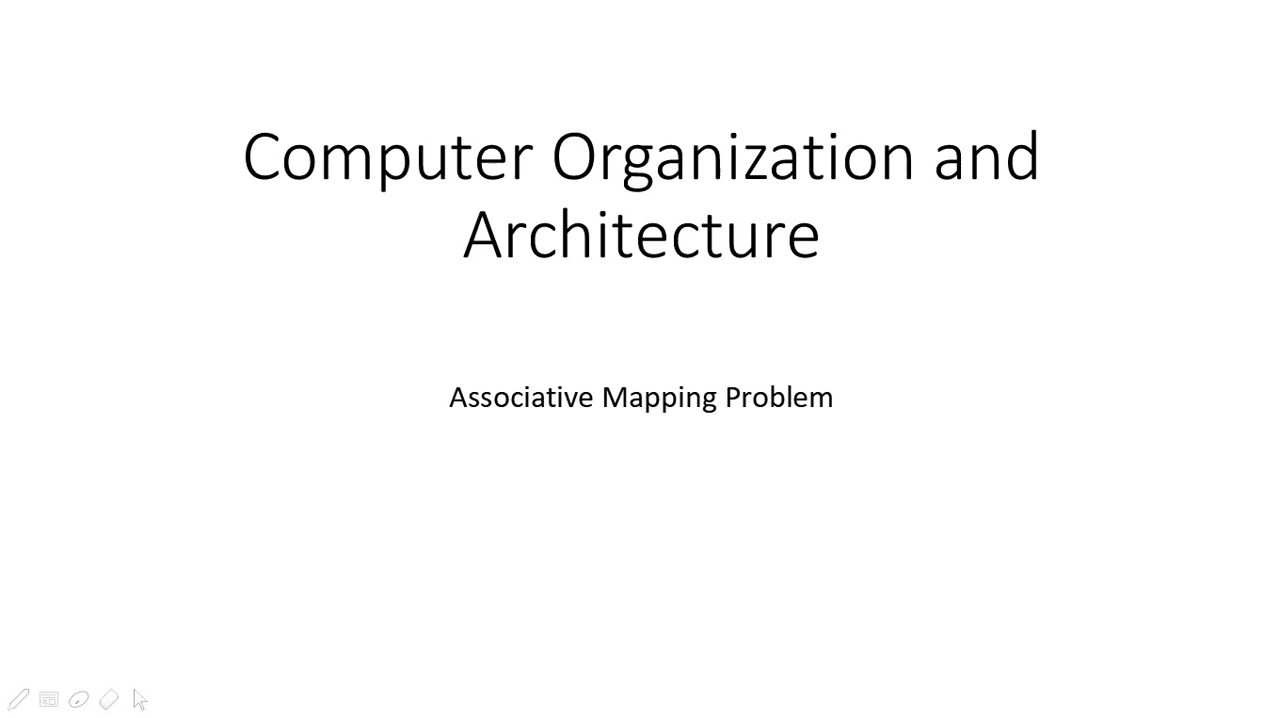 Computer Organization and
Architecture
Associative Mapping Problem